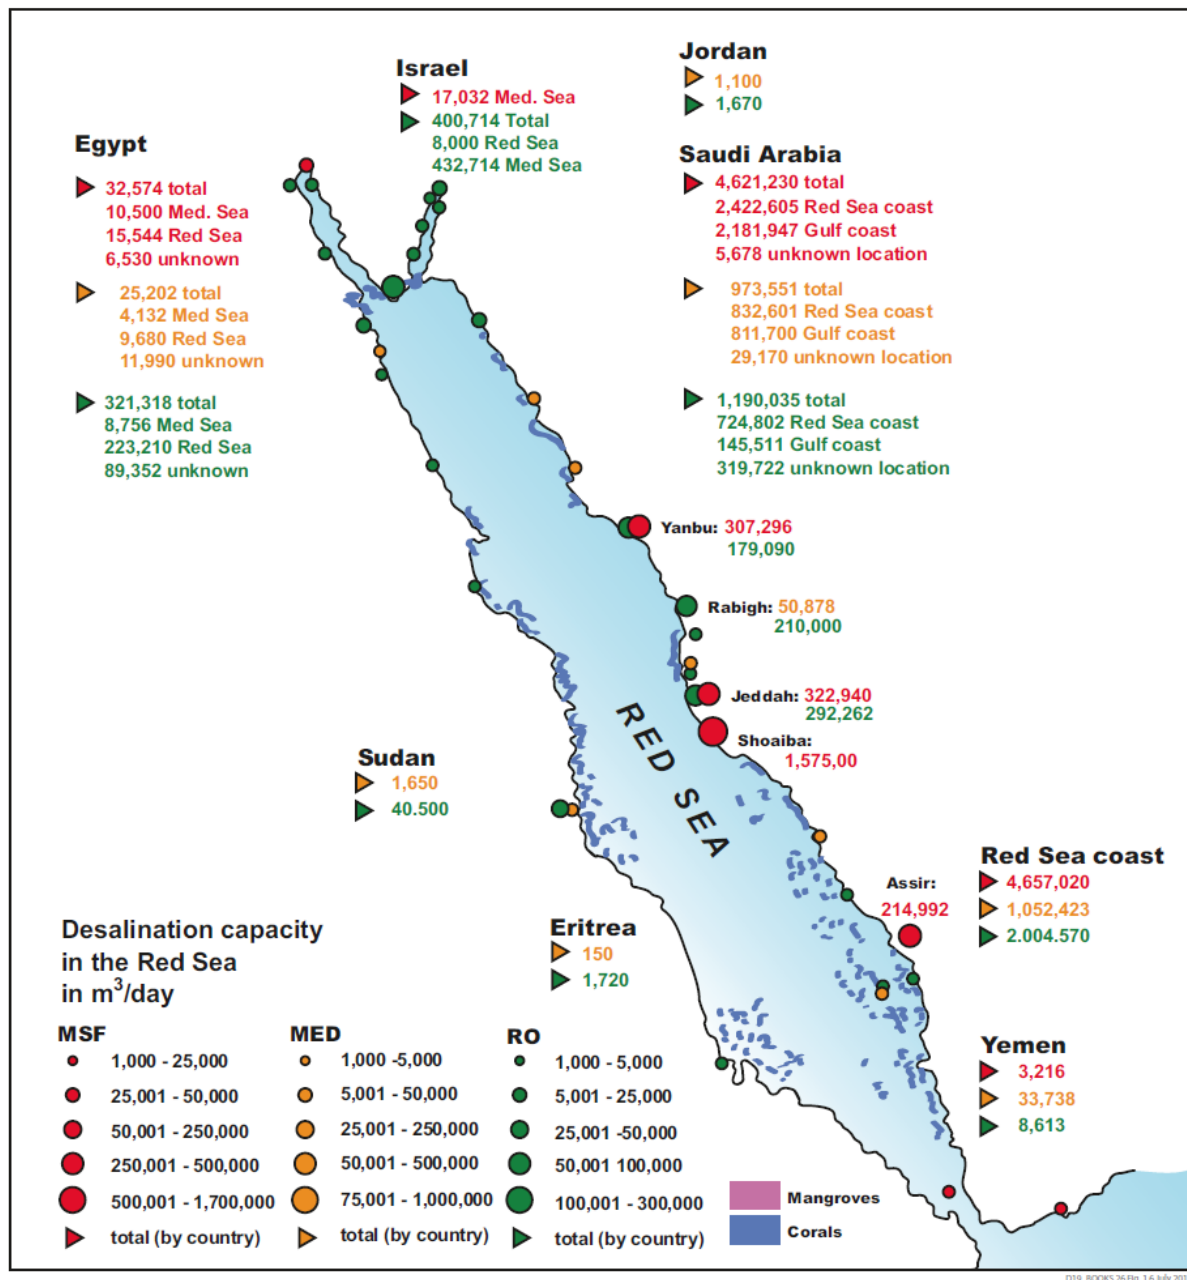 Israel
17,032 Med. Sea
400,714 Total
8,000 Red Sea
432,714 Med Sea
Jordan
1,100
1,670
Egypt
32,574 total
10,500 Med. Sea
15,544 Red Sea
6,530 unknown
25,202 total
4,132 Med Sea
9,680 Red Sea
11,990 unknown
321,318 total
8,756 Med Sea
223,210 Red Sea
89,352 unknown
Saudi Arabia
4,621,230 total
2,422,605 Red Sea coast
2,181,947 Gulf coast
5,678 unknown location
973,551 total
832,601 Red Sea coast
811,700 Gulf coast
29,170 unknown location
1,190,035 total
724,802 Red Sea coast
145,511 Gulf coast
319,722 unknown location
Yanbu: 307,296
179,090
Rabigh: 50,878
210,000
Jeddah: 322,940
292,262
Shoaiba:
1,575,00
RED SEA
Sudan
1,650
40.500
Assir:
214,992
Red Sea coast
4,657,020
1,052,423
2.004.570
Eritrea
150
1,720
Yemen
3,216
33,738
8,613
Desalination capacity
in the Red Sea
in m³/day
MSF
1,000 - 25,000
25,001 - 50,000
50,001 - 250,000
250,001 - 500,000
500,001 - 1,700,000
total (by country)
MED
1,000 -5,000
5,001 - 50,000
25,001 - 250,000
50,001 - 500,000
75,001 - 1,000,000
total (by country)
RO
1,000 - 5,000
5,001 - 25,000
25,001 -50,000
50,001 100,000
100,001 - 300,000
total (by country)
Mangroves
Corals